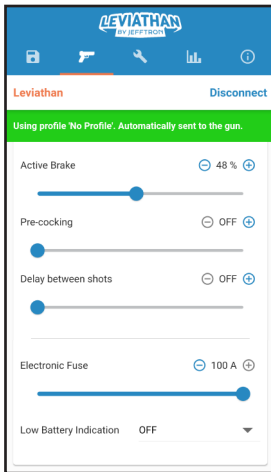 LEVIATHAN
BY JEFFTRON
Leviathan Disconnect
Using profile 'No Profile'. Automatically sent to the gun.
Active Brake 48 %
Pre-cocking OFF
Delay between shots OFF
Electronic Fuse 100 A
Low Battery Indication OFF